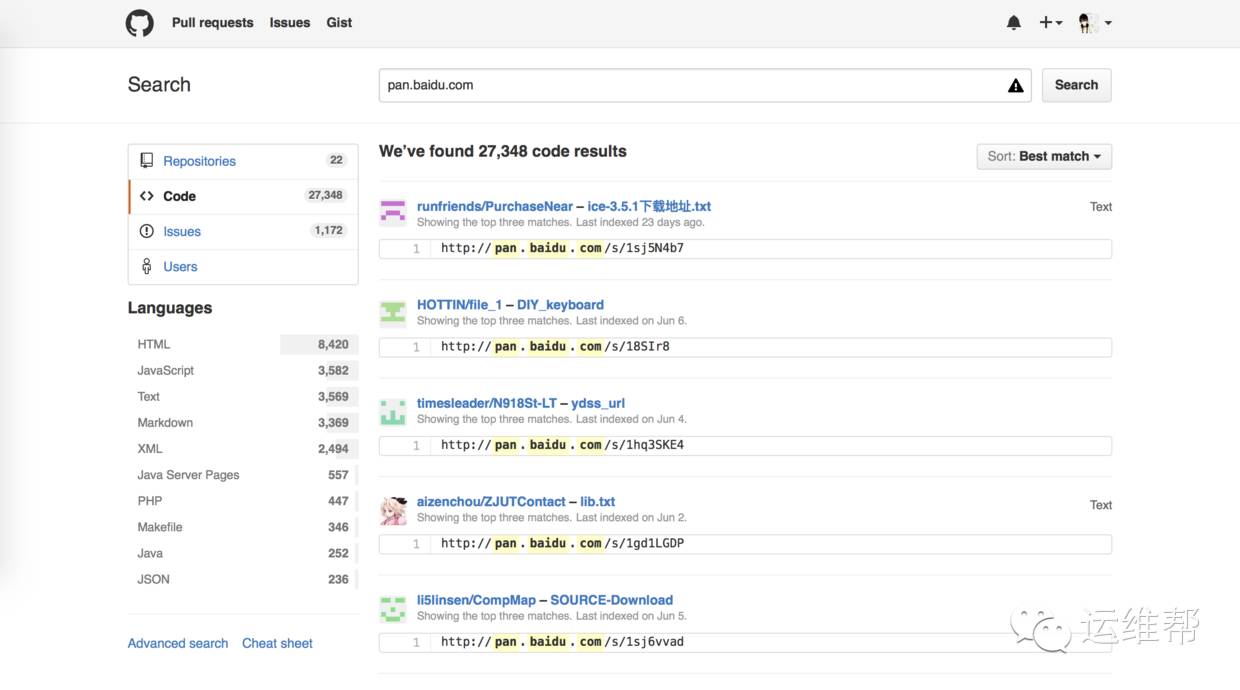 Pull requests Issues Gist
Search
pan.baidu.com
Search
Repositories 22
Code 27,348
Issues 1,172
Users
Languages
HTML 8,420
JavaScript 3,582
Text 3,569
Markdown 3,369
XML 2,494
Java Server Pages 557
PHP 447
Makefile 346
Java 252
JSON 236
Advanced search Cheat sheet
We’ve found 27,348 code results
Sort: Best match
runfriends/PurchaseNear – ice-3.5.1下载地址.txt
Text
Showing the top three matches. Last indexed 23 days ago.
1 http://pan.baidu.com/s/1sj5N4b7
HOTTIN/file_1 – DIY_keyboard
Showing the top three matches. Last indexed on Jun 6.
1 http://pan.baidu.com/s/18SIr8
timesleader/N918St-LT – ydss_url
Showing the top three matches. Last indexed on Jun 4.
1 http://pan.baidu.com/s/1hq3SKE4
aizenchou/ZJUTContact – lib.txt
Text
Showing the top three matches. Last indexed on Jun 2.
1 http://pan.baidu.com/s/1gd1LGDP
li5linsen/CompMap – SOURCE-Download
Showing the top three matches. Last indexed on Jun 5.
1 http://pan.baidu.com/s/1sj6vvad
运维帮